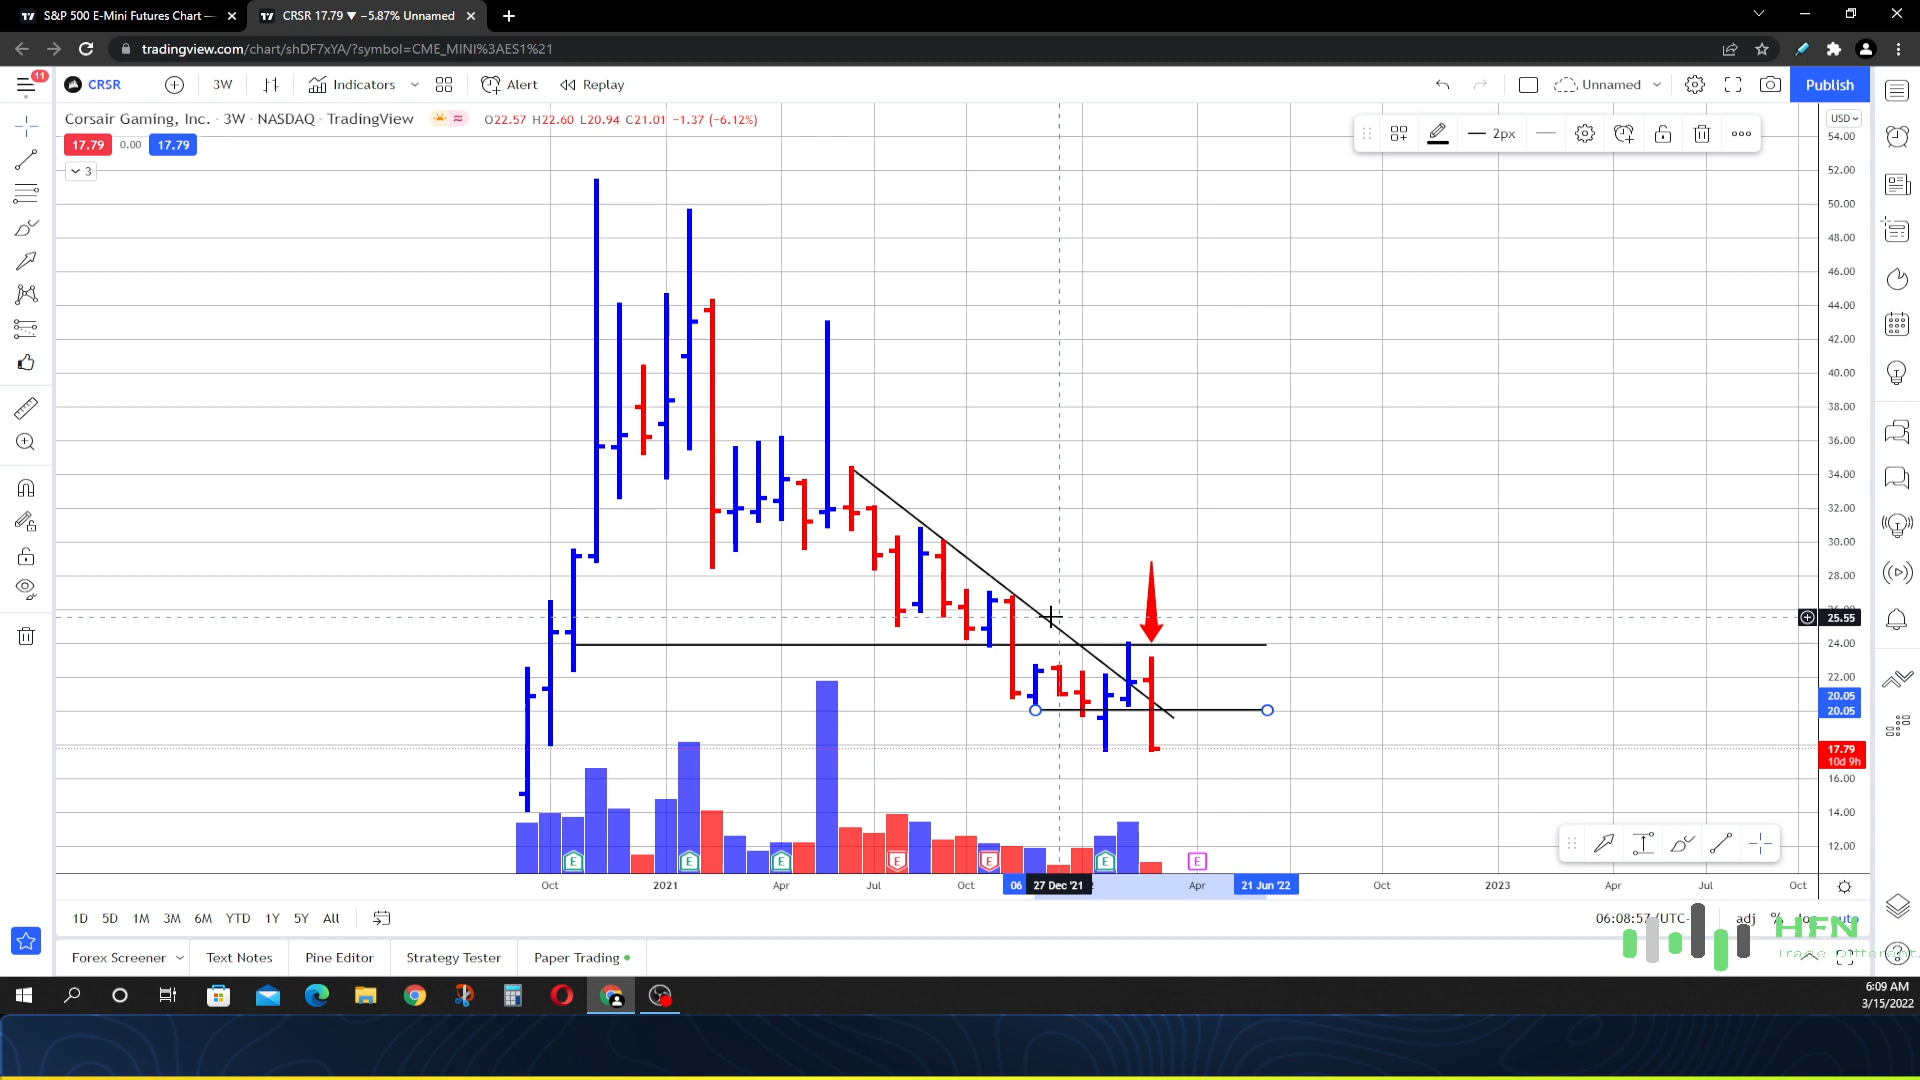 S&P 500 E-Mini Futures Chart —
CRSR 17.79 ▼ −5.87% Unnamed
tradingview.com/chart/shDF7xYA/?symbol=CME_MINI%3AES1%21
11
CRSR
3W
Indicators
Alert
Replay
Unnamed
Publish
Corsair Gaming, Inc. · 3W · NASDAQ · TradingView
O22.57 H22.60 L20.94 C21.01 −1.37 (−6.12%)
17.79
0.00
17.79
3
2px
USD
54.00
52.00
50.00
48.00
46.00
44.00
42.00
40.00
38.00
36.00
34.00
32.00
30.00
28.00
25.55
24.00
22.00
20.05
20.05
17.79
10d 9h
16.00
14.00
12.00
E
E
E
E
E
E
E
Oct
2021
Apr
Jul
Oct
06
27 Dec '21
Apr
21 Jun '22
Oct
2023
Apr
Jul
Oct
1D
5D
1M
3M
6M
YTD
1Y
5Y
All
06:08:57 (UTC-
adj
%
log
auto
HFN
Trade Different.
Forex Screener
Text Notes
Pine Editor
Strategy Tester
Paper Trading
6:09 AM
3/15/2022